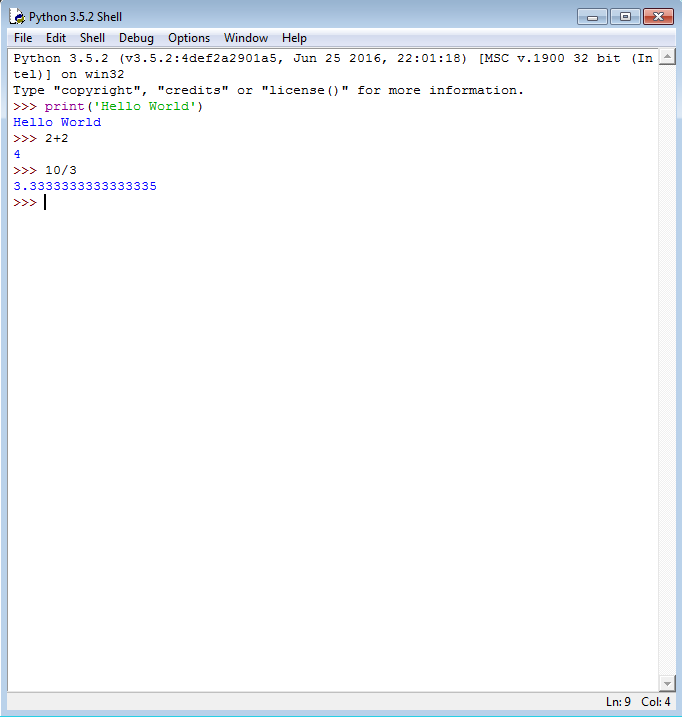 Python 3.5.2 Shell
File Edit Shell Debug Options Window Help
Python 3.5.2 (v3.5.2:4def2a2901a5, Jun 25 2016, 22:01:18) [MSC v.1900 32 bit (In
tel)] on win32
Type "copyright", "credits" or "license()" for more information.
>>> print('Hello World')
Hello World
>>> 2+2
4
>>> 10/3
3.3333333333333335
>>>
Ln: 9 Col: 4